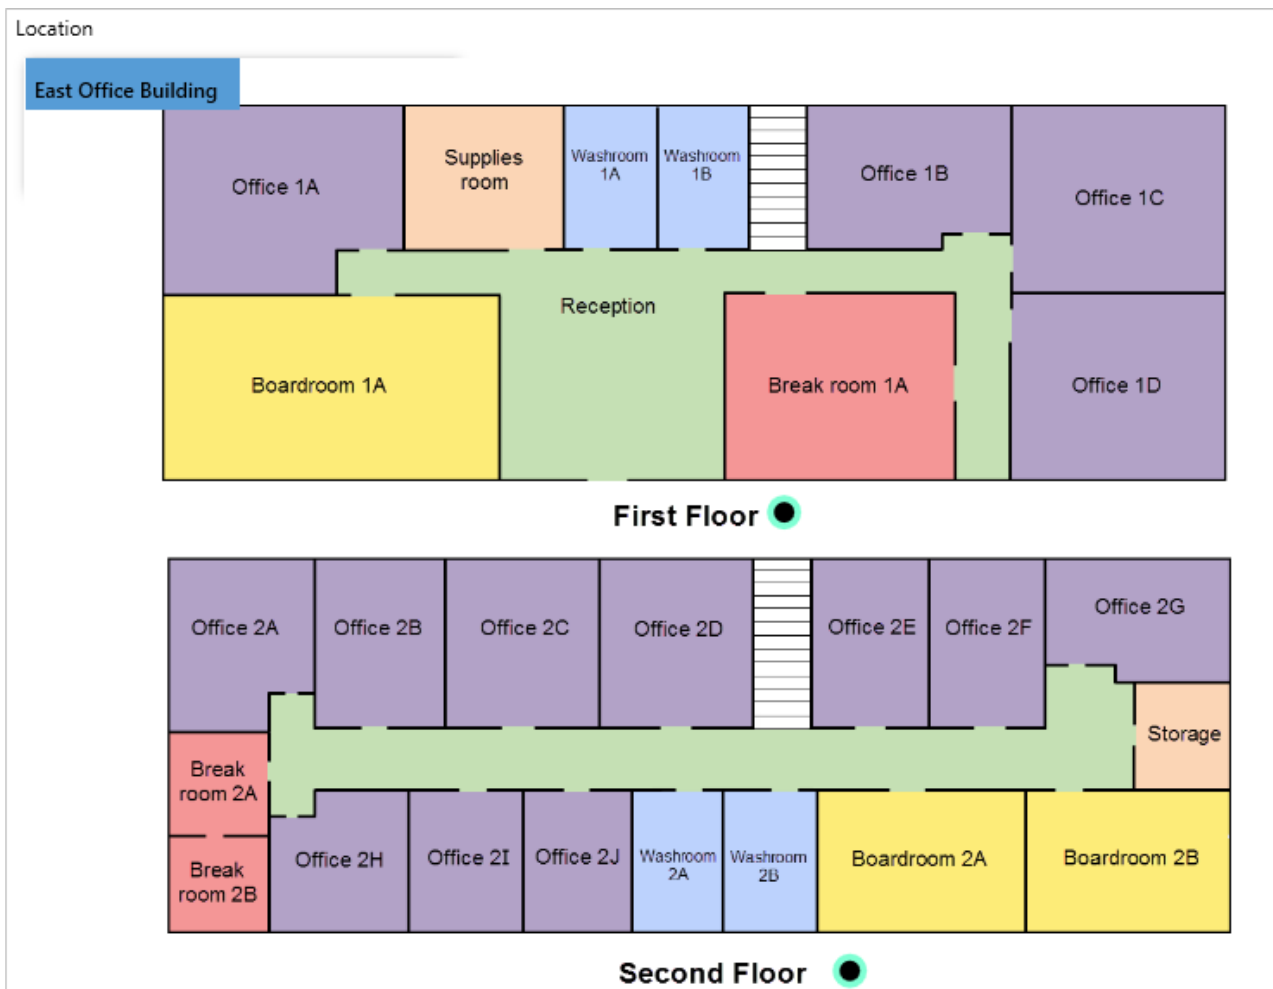 Location
East Office Building
Office 1A
Supplies
room
Washroom
1A
Washroom
1B
Office 1B
Office 1C
Reception
Boardroom 1A
Break room 1A
Office 1D
First Floor
Office 2A
Office 2B
Office 2C
Office 2D
Office 2E
Office 2F
Office 2G
Storage
Break
room 2A
Break
room 2B
Office 2H
Office 2I
Office 2J
Washroom
2A
Washroom
2B
Boardroom 2A
Boardroom 2B
Second Floor